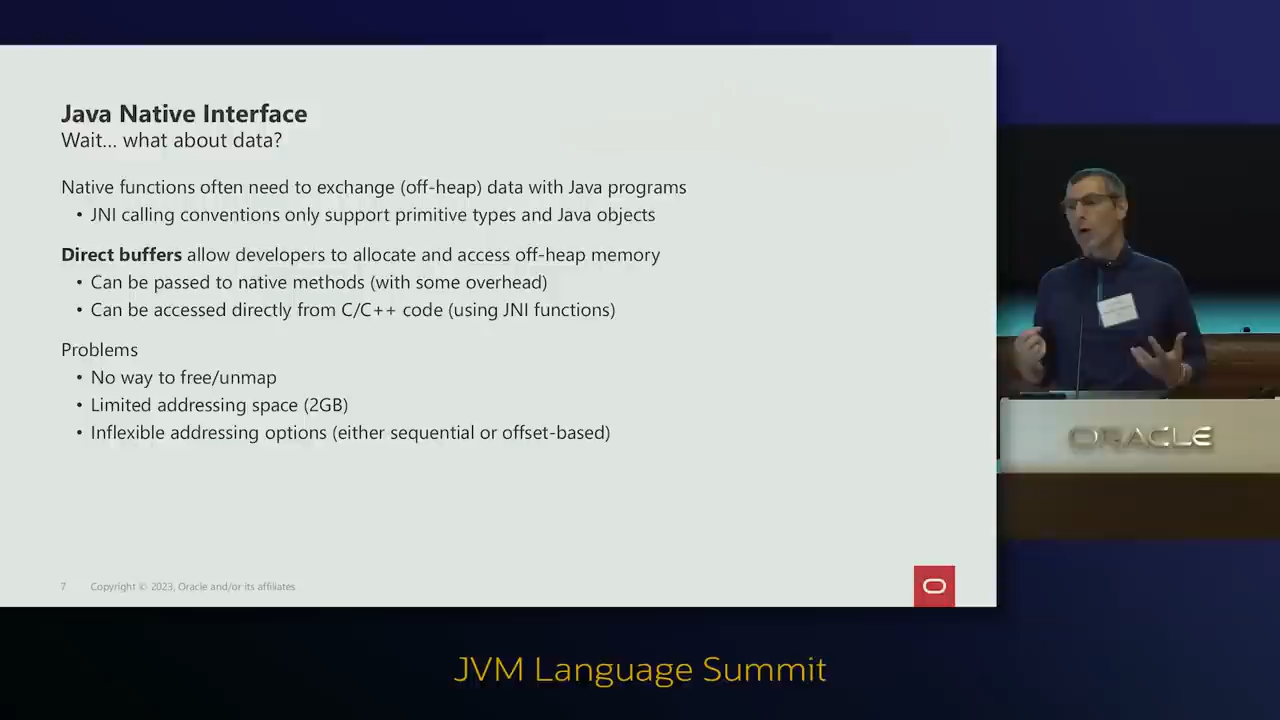 Java Native Interface
Wait... what about data?
Native functions often need to exchange (off-heap) data with Java programs
• JNI calling conventions only support primitive types and Java objects
Direct buffers allow developers to allocate and access off-heap memory
• Can be passed to native methods (with some overhead)
• Can be accessed directly from C/C++ code (using JNI functions)
Problems
• No way to free/unmap
• Limited addressing space (2GB)
• Inflexible addressing options (either sequential or offset-based)
7 Copyright © 2023, Oracle and/or its affiliates
ORACLE
JVM Language Summit